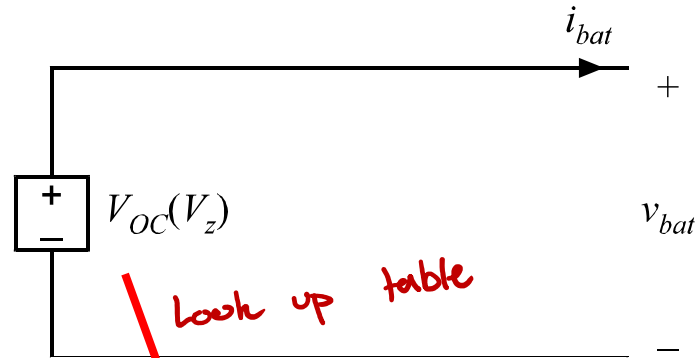 i_bat
+
+
V_OC(V_z)
−
v_bat
Look up table
−